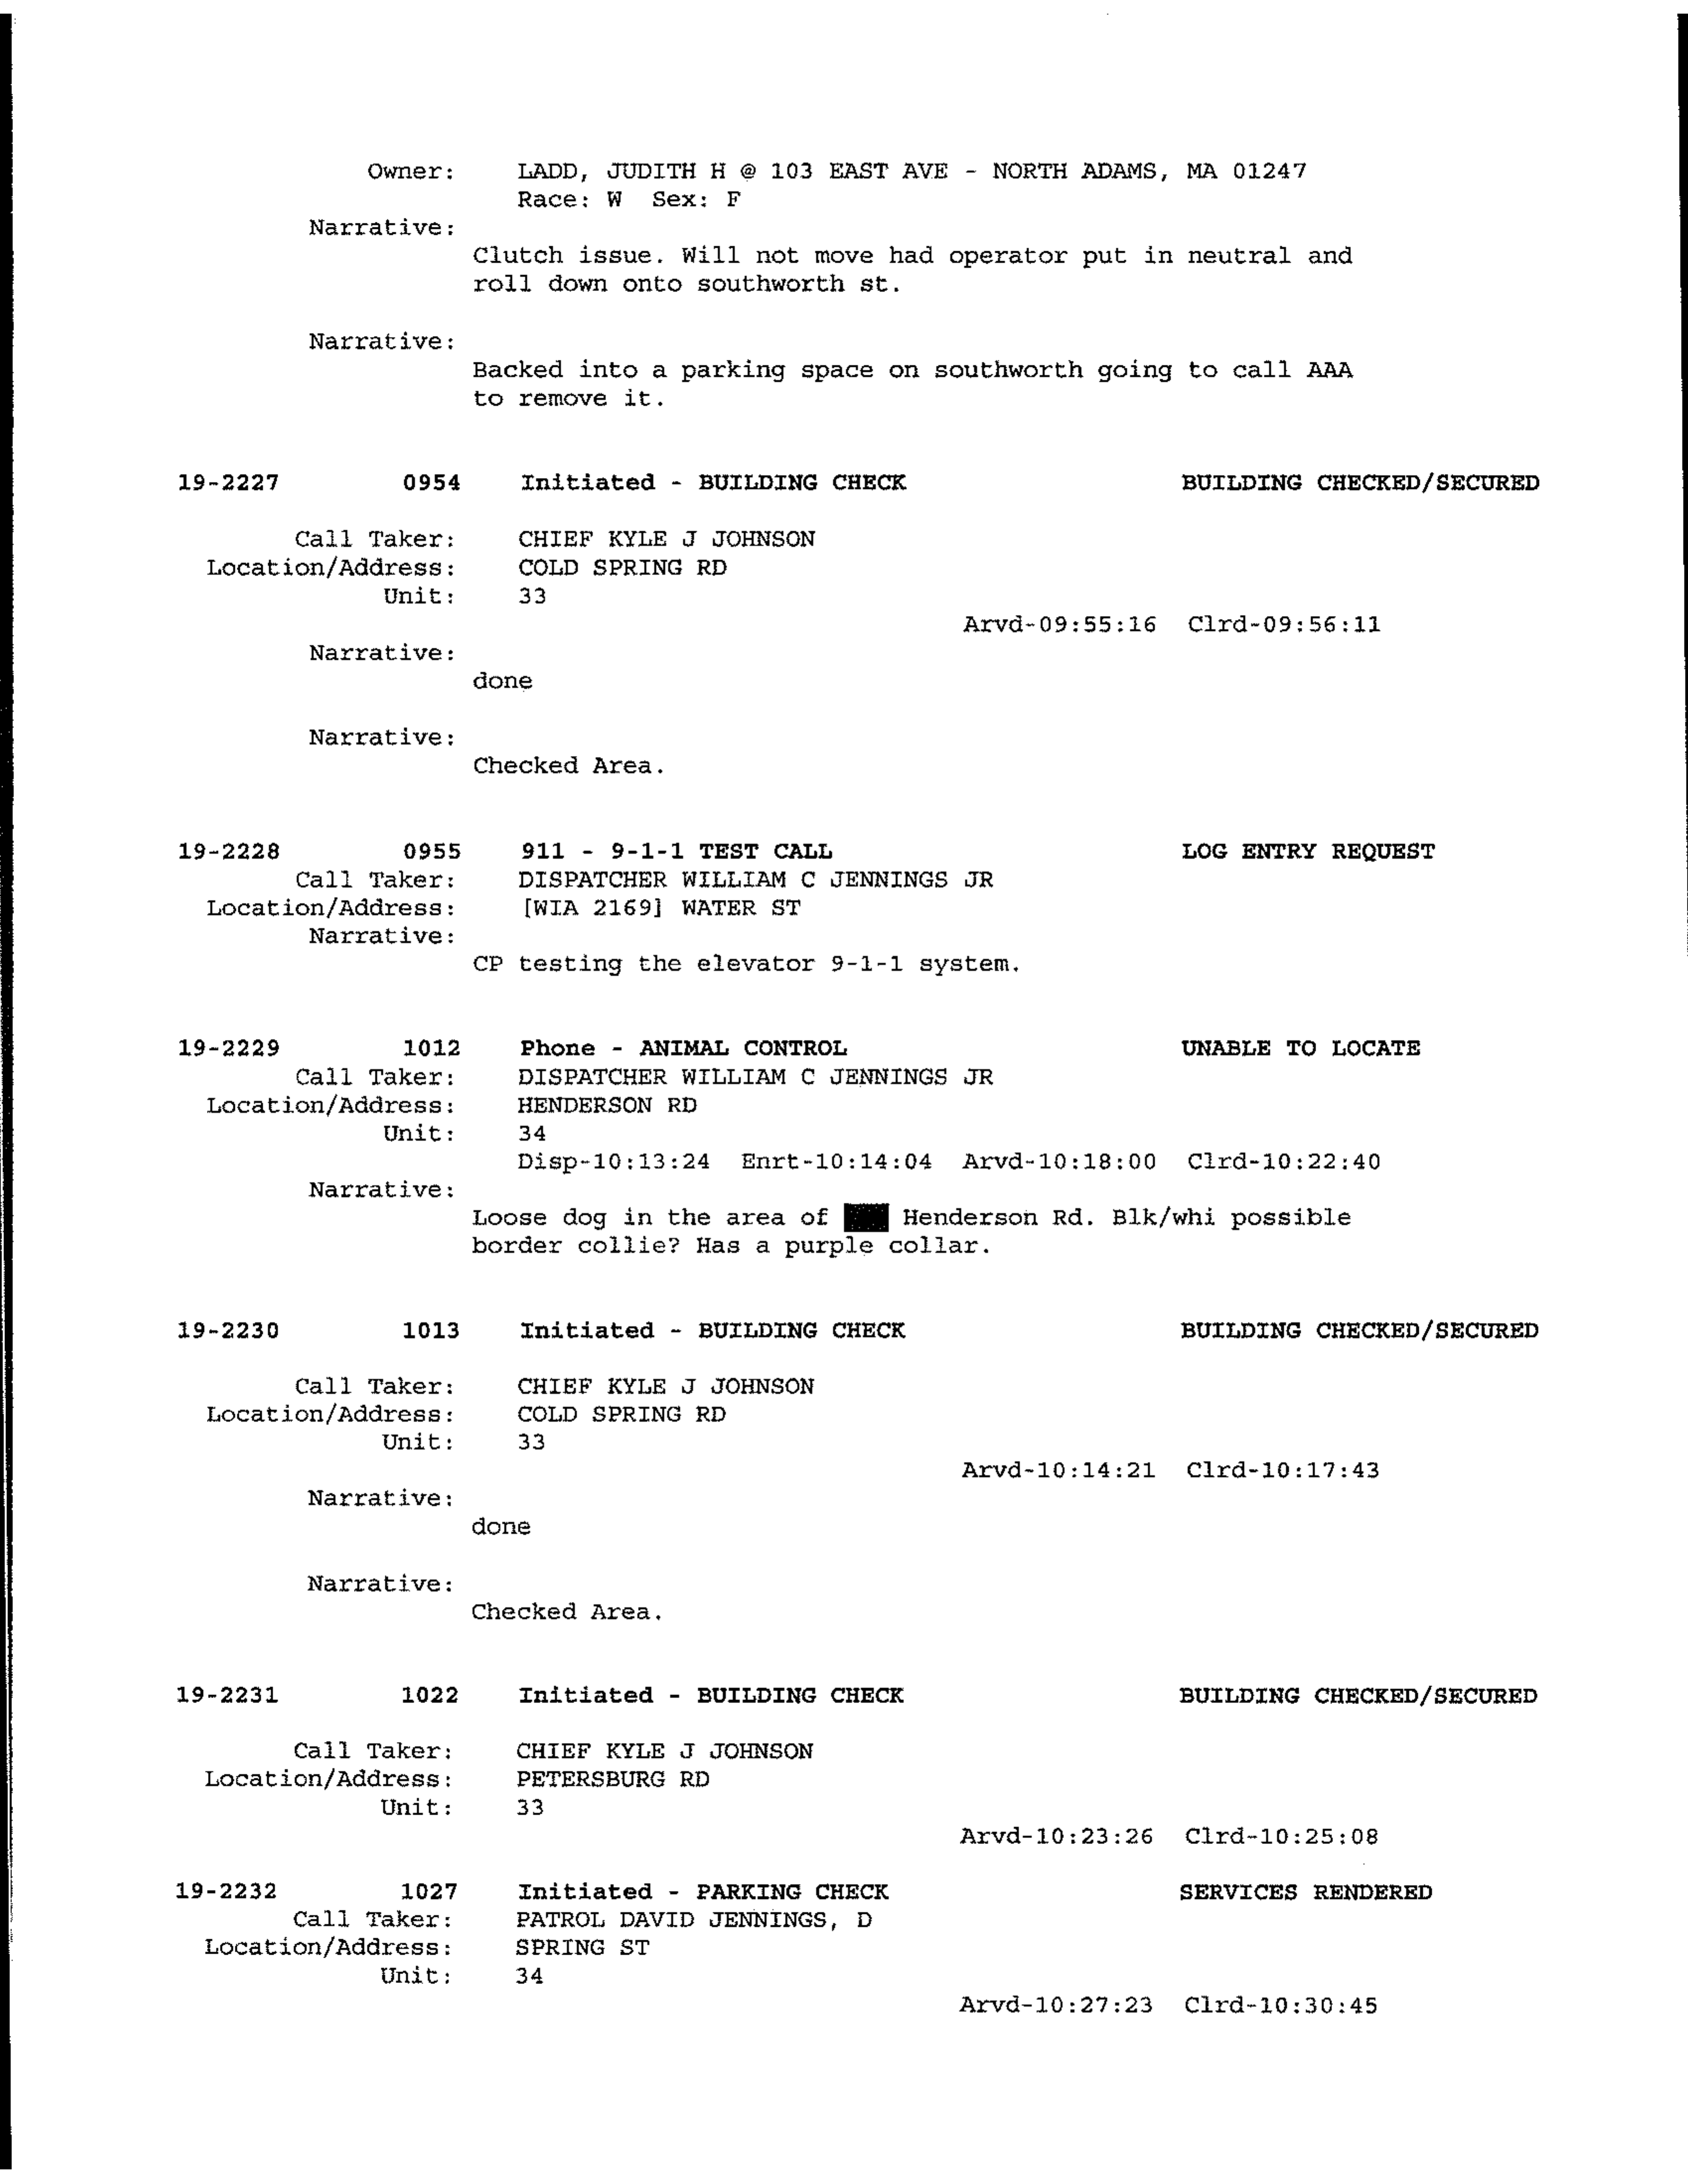 Owner: LADD, JUDITH H @ 103 EAST AVE - NORTH ADAMS, MA 01247
Race: W Sex: F
Narrative:
Clutch issue. Will not move had operator put in neutral and
roll down onto southworth st.
Narrative:
Backed into a parking space on southworth going to call AAA
to remove it.
19-2227 0954 Initiated - BUILDING CHECK BUILDING CHECKED/SECURED
Call Taker: CHIEF KYLE J JOHNSON
Location/Address: COLD SPRING RD
Unit: 33
Arvd-09:55:16 Clrd-09:56:11
Narrative:
done
Narrative:
Checked Area.
19-2228 0955 911 - 9-1-1 TEST CALL LOG ENTRY REQUEST
Call Taker: DISPATCHER WILLIAM C JENNINGS JR
Location/Address: [WIA 2169] WATER ST
Narrative:
CP testing the elevator 9-1-1 system.
19-2229 1012 Phone - ANIMAL CONTROL UNABLE TO LOCATE
Call Taker: DISPATCHER WILLIAM C JENNINGS JR
Location/Address: HENDERSON RD
Unit: 34
Disp-10:13:24 Enrt-10:14:04 Arvd-10:18:00 Clrd-10:22:40
Narrative:
Loose dog in the area of Henderson Rd. Blk/whi possible
border collie? Has a purple collar.
19-2230 1013 Initiated - BUILDING CHECK BUILDING CHECKED/SECURED
Call Taker: CHIEF KYLE J JOHNSON
Location/Address: COLD SPRING RD
Unit: 33
Arvd-10:14:21 Clrd-10:17:43
Narrative:
done
Narrative:
Checked Area.
19-2231 1022 Initiated - BUILDING CHECK BUILDING CHECKED/SECURED
Call Taker: CHIEF KYLE J JOHNSON
Location/Address: PETERSBURG RD
Unit: 33
Arvd-10:23:26 Clrd-10:25:08
19-2232 1027 Initiated - PARKING CHECK SERVICES RENDERED
Call Taker: PATROL DAVID JENNINGS, D
Location/Address: SPRING ST
Unit: 34
Arvd-10:27:23 Clrd-10:30:45